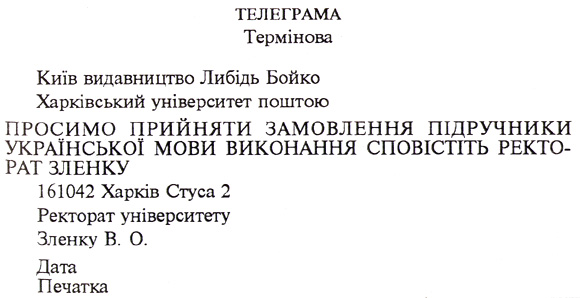 ТЕЛЕГРАМА
Термінова
Київ видавництво Либідь Бойко
Харківський університет поштою
ПРОСИМО ПРИЙНЯТИ ЗАМОВЛЕННЯ ПІДРУЧНИКИ
УКРАЇНСЬКОЇ МОВИ ВИКОНАННЯ СПОВІСТІТЬ РЕКТО-
РАТ ЗЛЕНКУ
161042 Харків Стуса 2
Ректорат університету
Зленку В. О.
Дата
Печатка